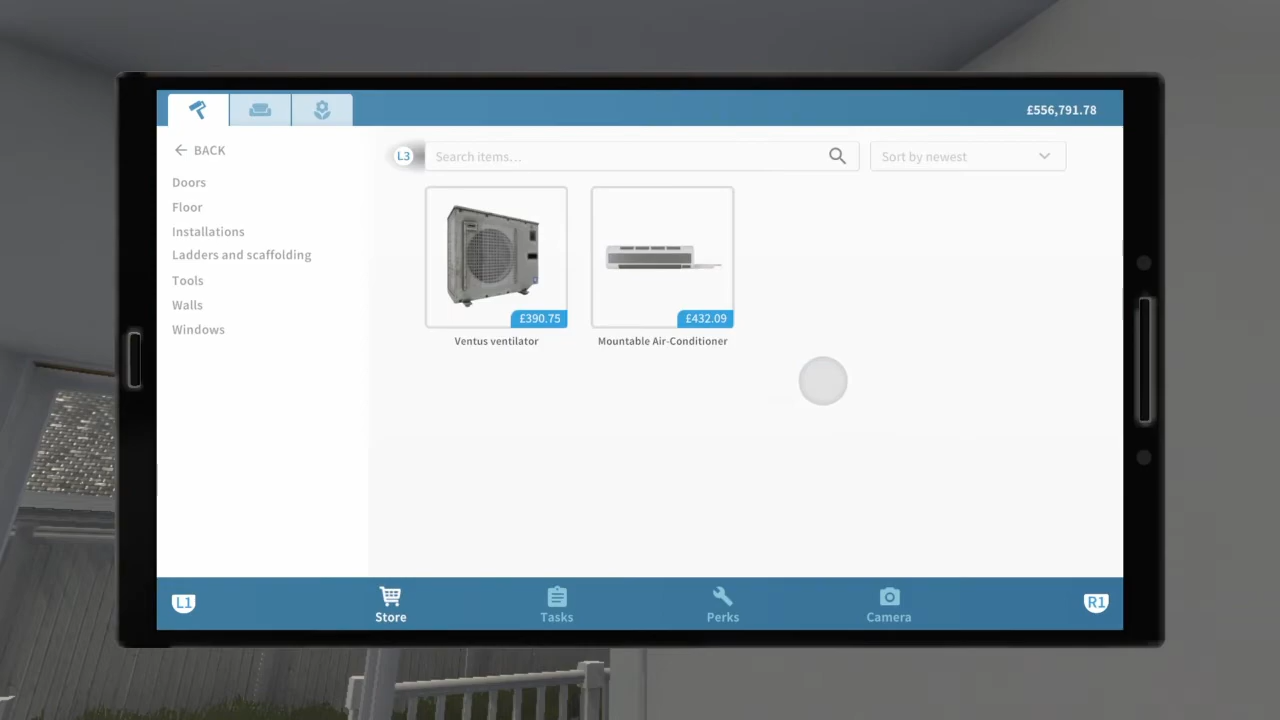 £556,791.78
BACK
L3
Search items...
Sort by newest
Doors
Floor
Installations
Ladders and scaffolding
Tools
Walls
Windows
£390.75
£432.09
Ventus ventilator
Mountable Air-Conditioner
L1
Store
Tasks
Perks
Camera
R1